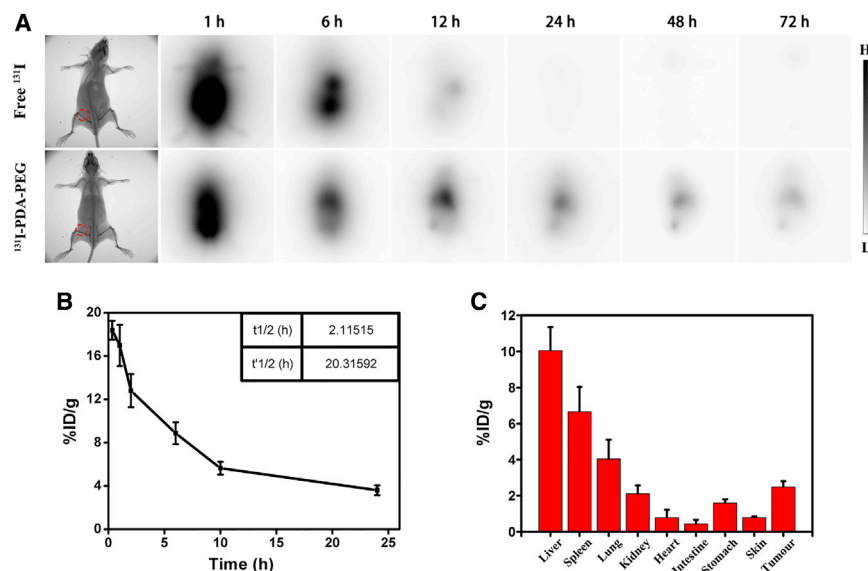 A
1 h 6 h 12 h 24 h 48 h 72 h
Free ¹³¹I
¹³¹I-PDA-PEG
H
L
B
20
16
12
8
4
0
%ID/g
0 5 10 15 20 25
Time (h)
t1/2 (h) 2.11515
t'1/2 (h) 20.31592
C
12
10
8
6
4
2
0
%ID/g
Liver Spleen Lung Kidney Heart Intestine Stomach Skin Tumour